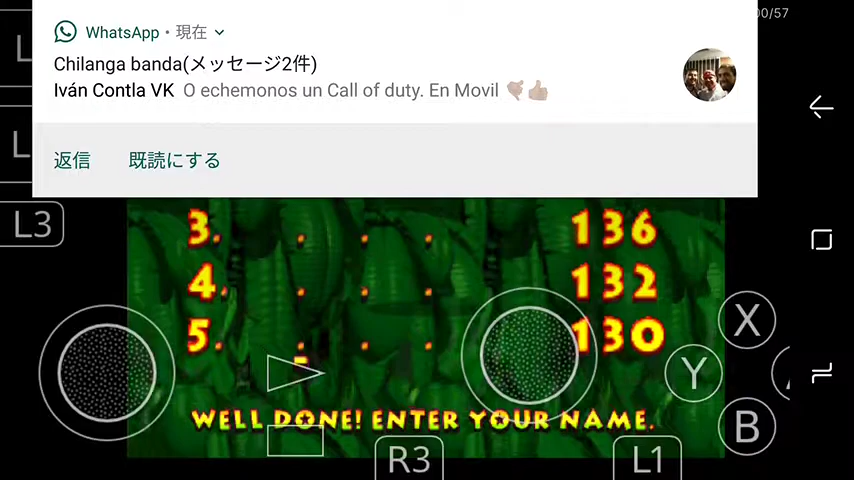 WhatsApp • 現在
00/57
Chilanga banda(メッセージ2件)
Iván Contla VK O echemonos un Call of duty. En Movil 🤏🏼👍🏼
返信 既読にする
L
L
L3
3. . . . 136
4. . . . 132
5. . . . 130
X
Y
B
WELL DONE! ENTER YOUR NAME.
R3
L1